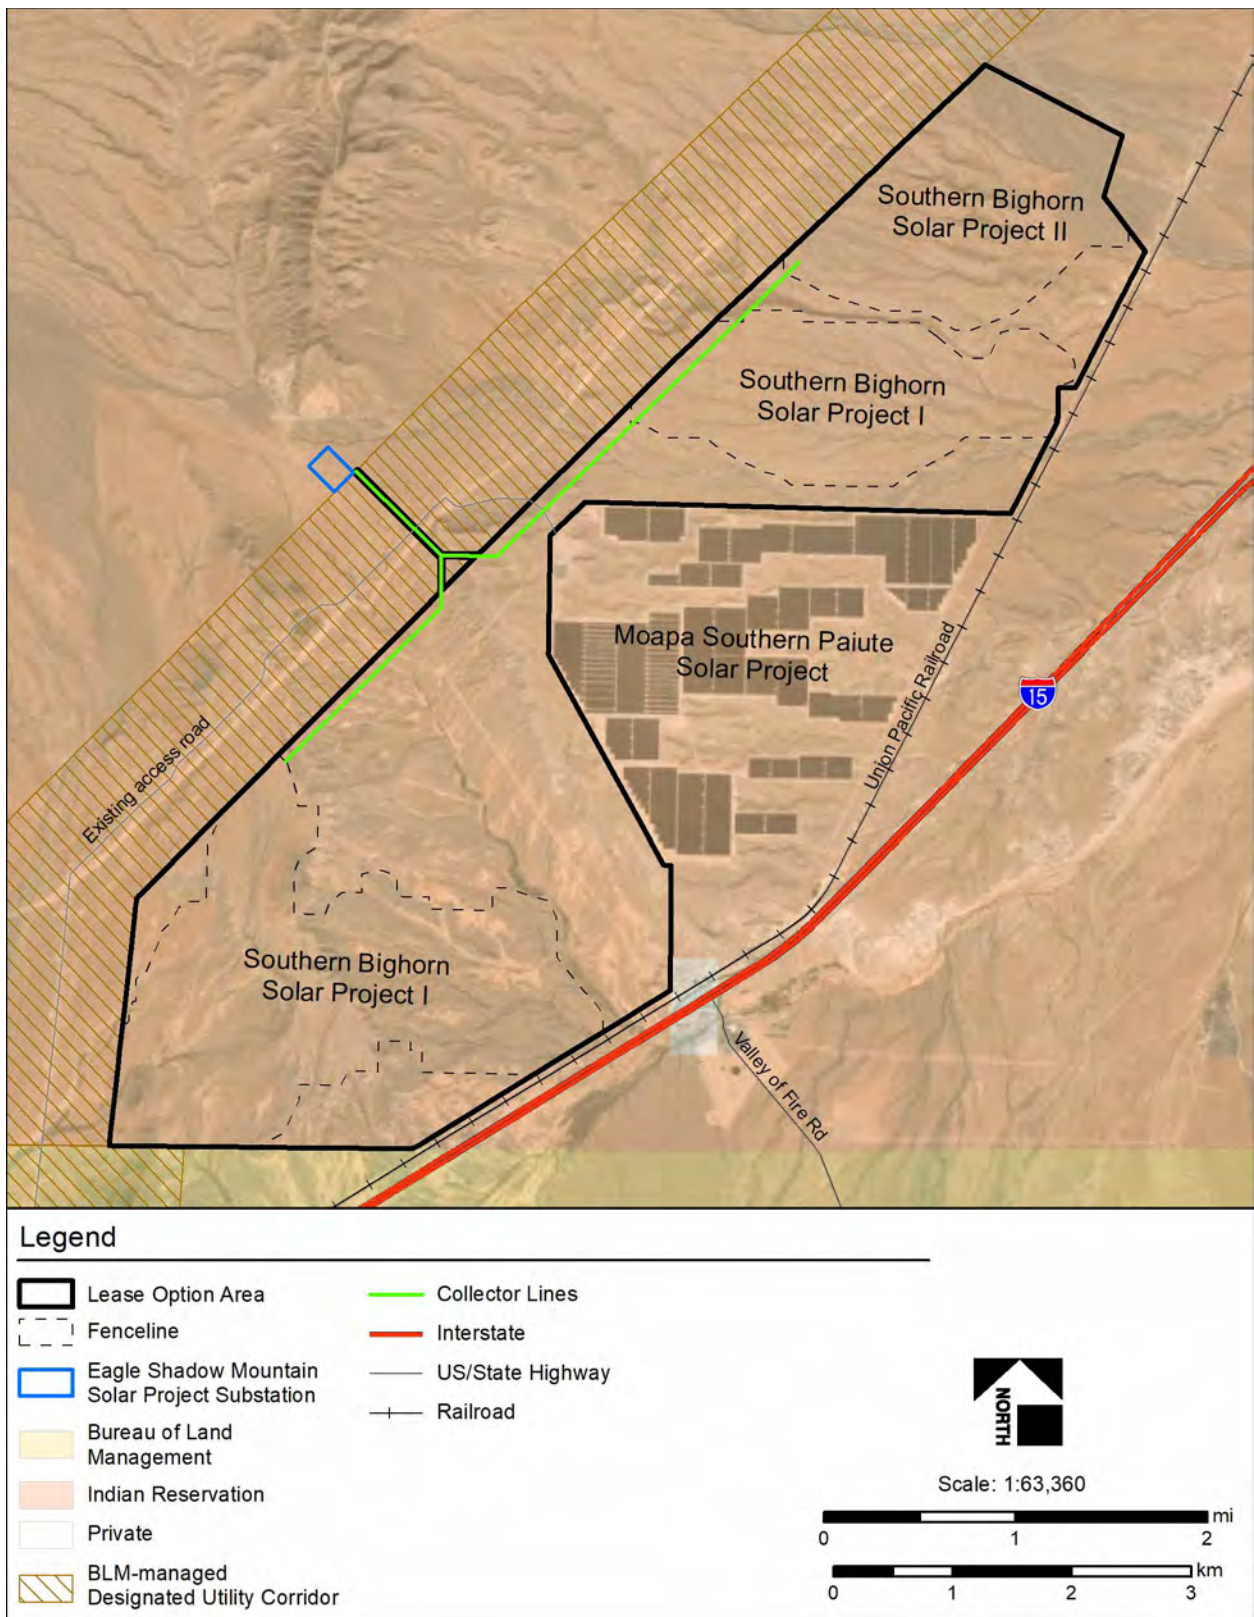 Southern Bighorn
Solar Project II
Southern Bighorn
Solar Project I
Moapa Southern Paiute
Solar Project
Union Pacific Railroad
15
Existing access road
Southern Bighorn
Solar Project I
Valley of Fire Rd
Legend
Lease Option Area
Fenceline
Eagle Shadow Mountain
Solar Project Substation
Bureau of Land
Management
Indian Reservation
Private
BLM-managed
Designated Utility Corridor
Collector Lines
Interstate
US/State Highway
Railroad
NORTH
Scale: 1:63,360
mi
0 1 2
km
0 1 2 3